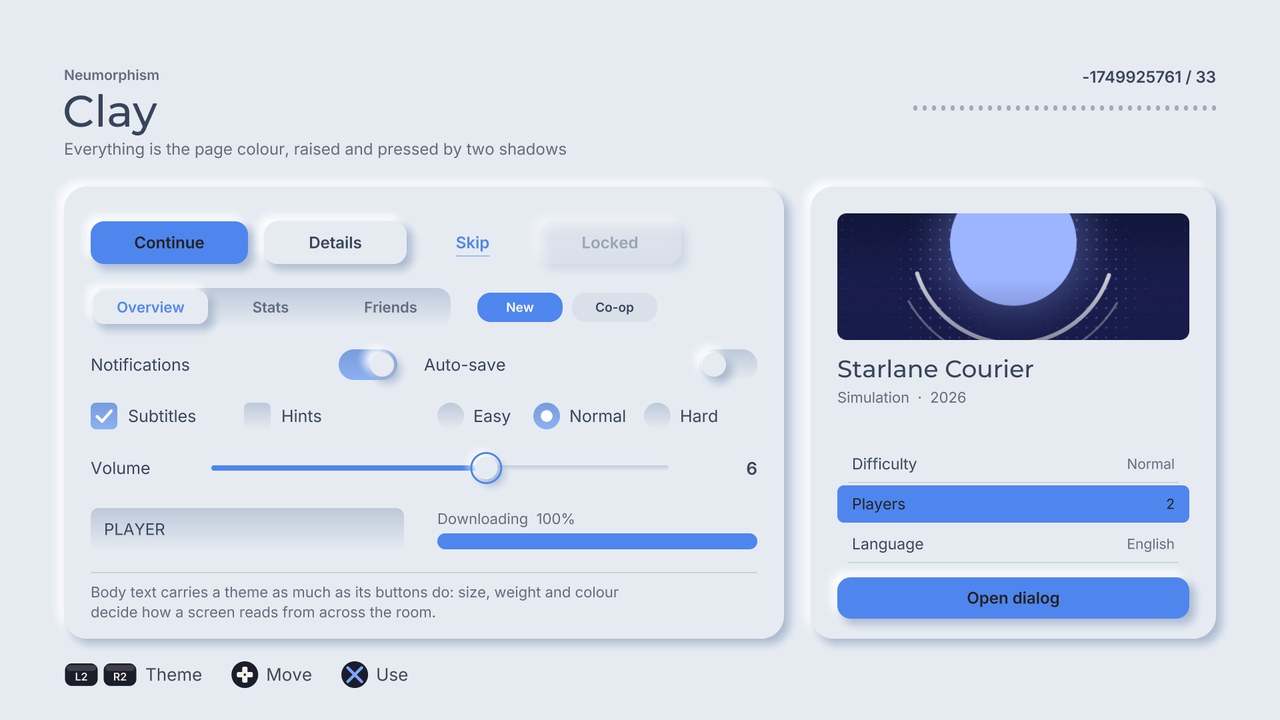 Neumorphism
-1749925761 / 33
Clay
Everything is the page colour, raised and pressed by two shadows
Continue
Details
Skip
Locked
Overview
Stats
Friends
New
Co-op
Notifications
Auto-save
Subtitles
Hints
Easy
Normal
Hard
Volume
6
PLAYER
Downloading 100%
Body text carries a theme as much as its buttons do: size, weight and colour
decide how a screen reads from across the room.
Starlane Courier
Simulation · 2026
Difficulty Normal
Players 2
Language English
Open dialog
L2 R2 Theme Move Use